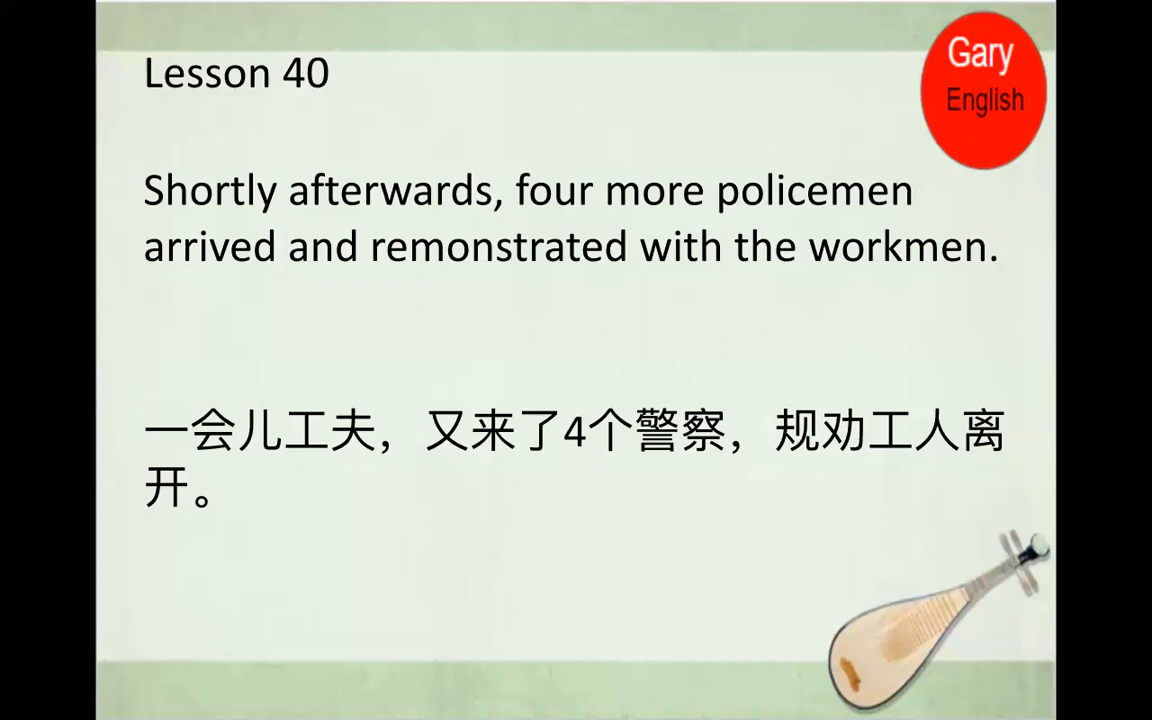 Lesson 40
Gary
English
Shortly afterwards, four more policemen
arrived and remonstrated with the workmen.
一会儿工夫，又来了4个警察，规劝工人离
开。